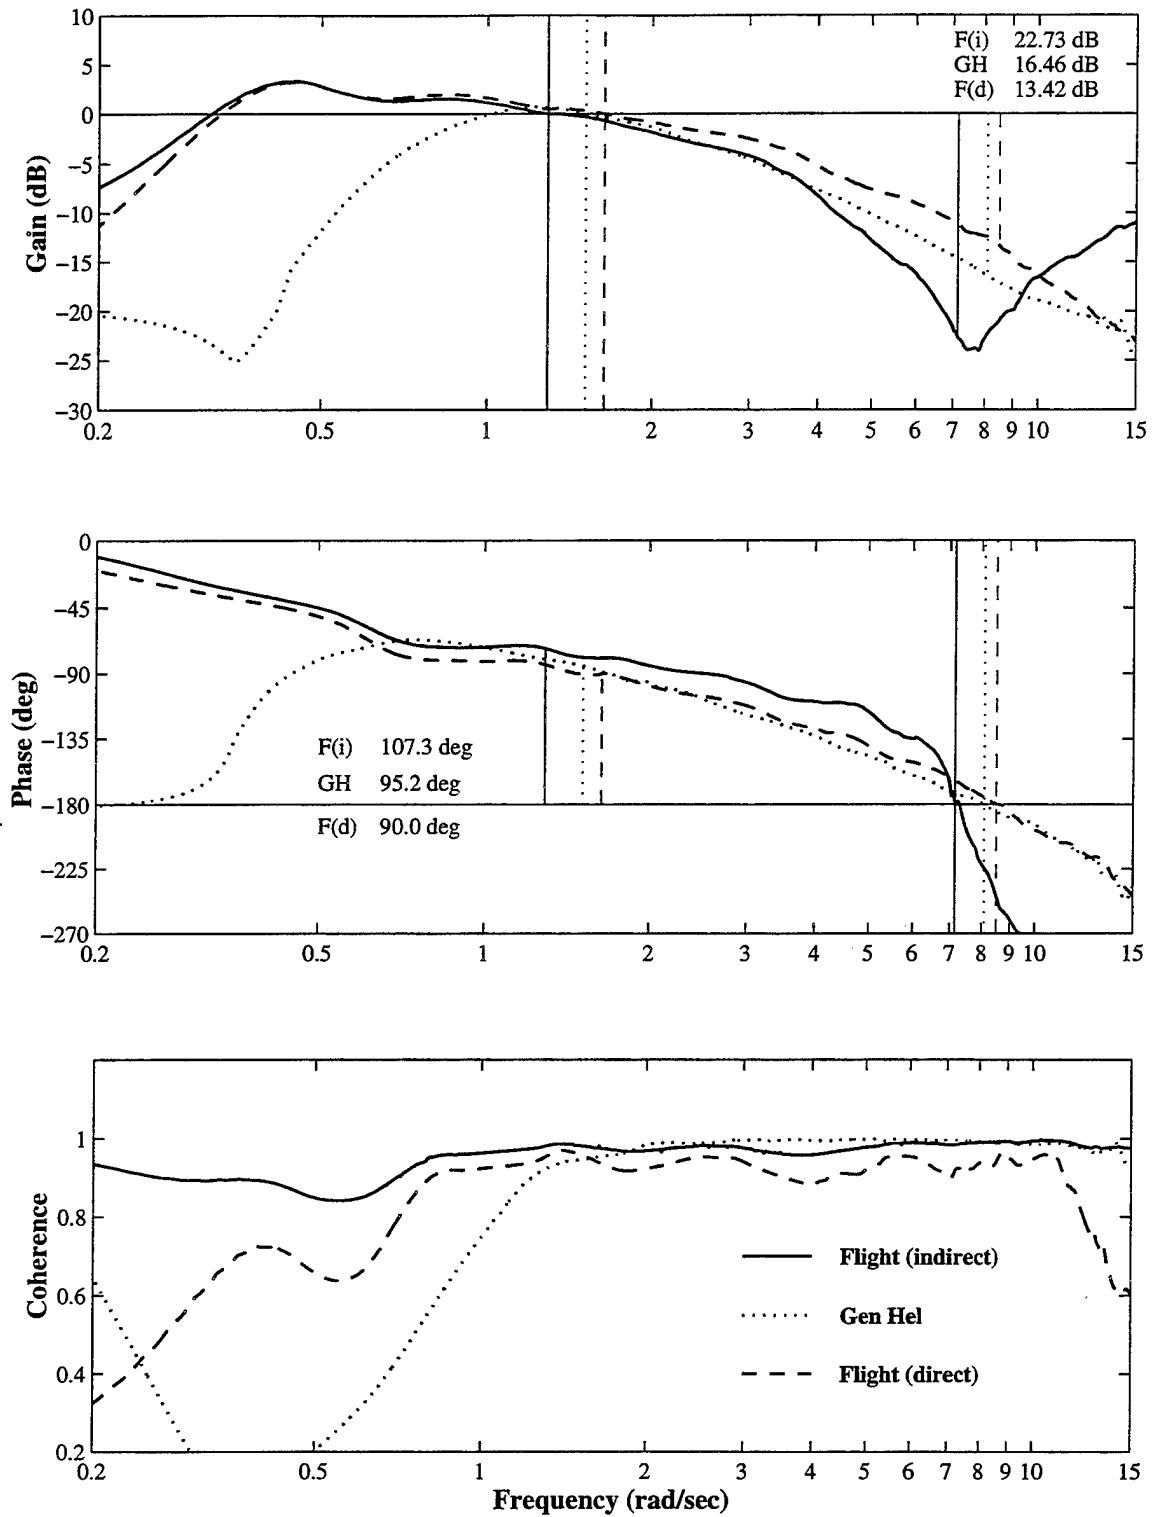 10
5
0
−5
−10
−15
−20
−25
−30
Gain (dB)
F(i) 22.73 dB
GH 16.46 dB
F(d) 13.42 dB
0.2 0.5 1 2 3 4 5 6 7 8 9 10 15
0
−45
−90
−135
−180
−225
−270
Phase (deg)
F(i) 107.3 deg
GH 95.2 deg
F(d) 90.0 deg
0.2 0.5 1 2 3 4 5 6 7 8 9 10 15
1
0.8
0.6
0.4
0.2
Coherence
Flight (indirect)
Gen Hel
Flight (direct)
0.2 0.5 1 2 3 4 5 6 7 8 9 10 15
Frequency (rad/sec)